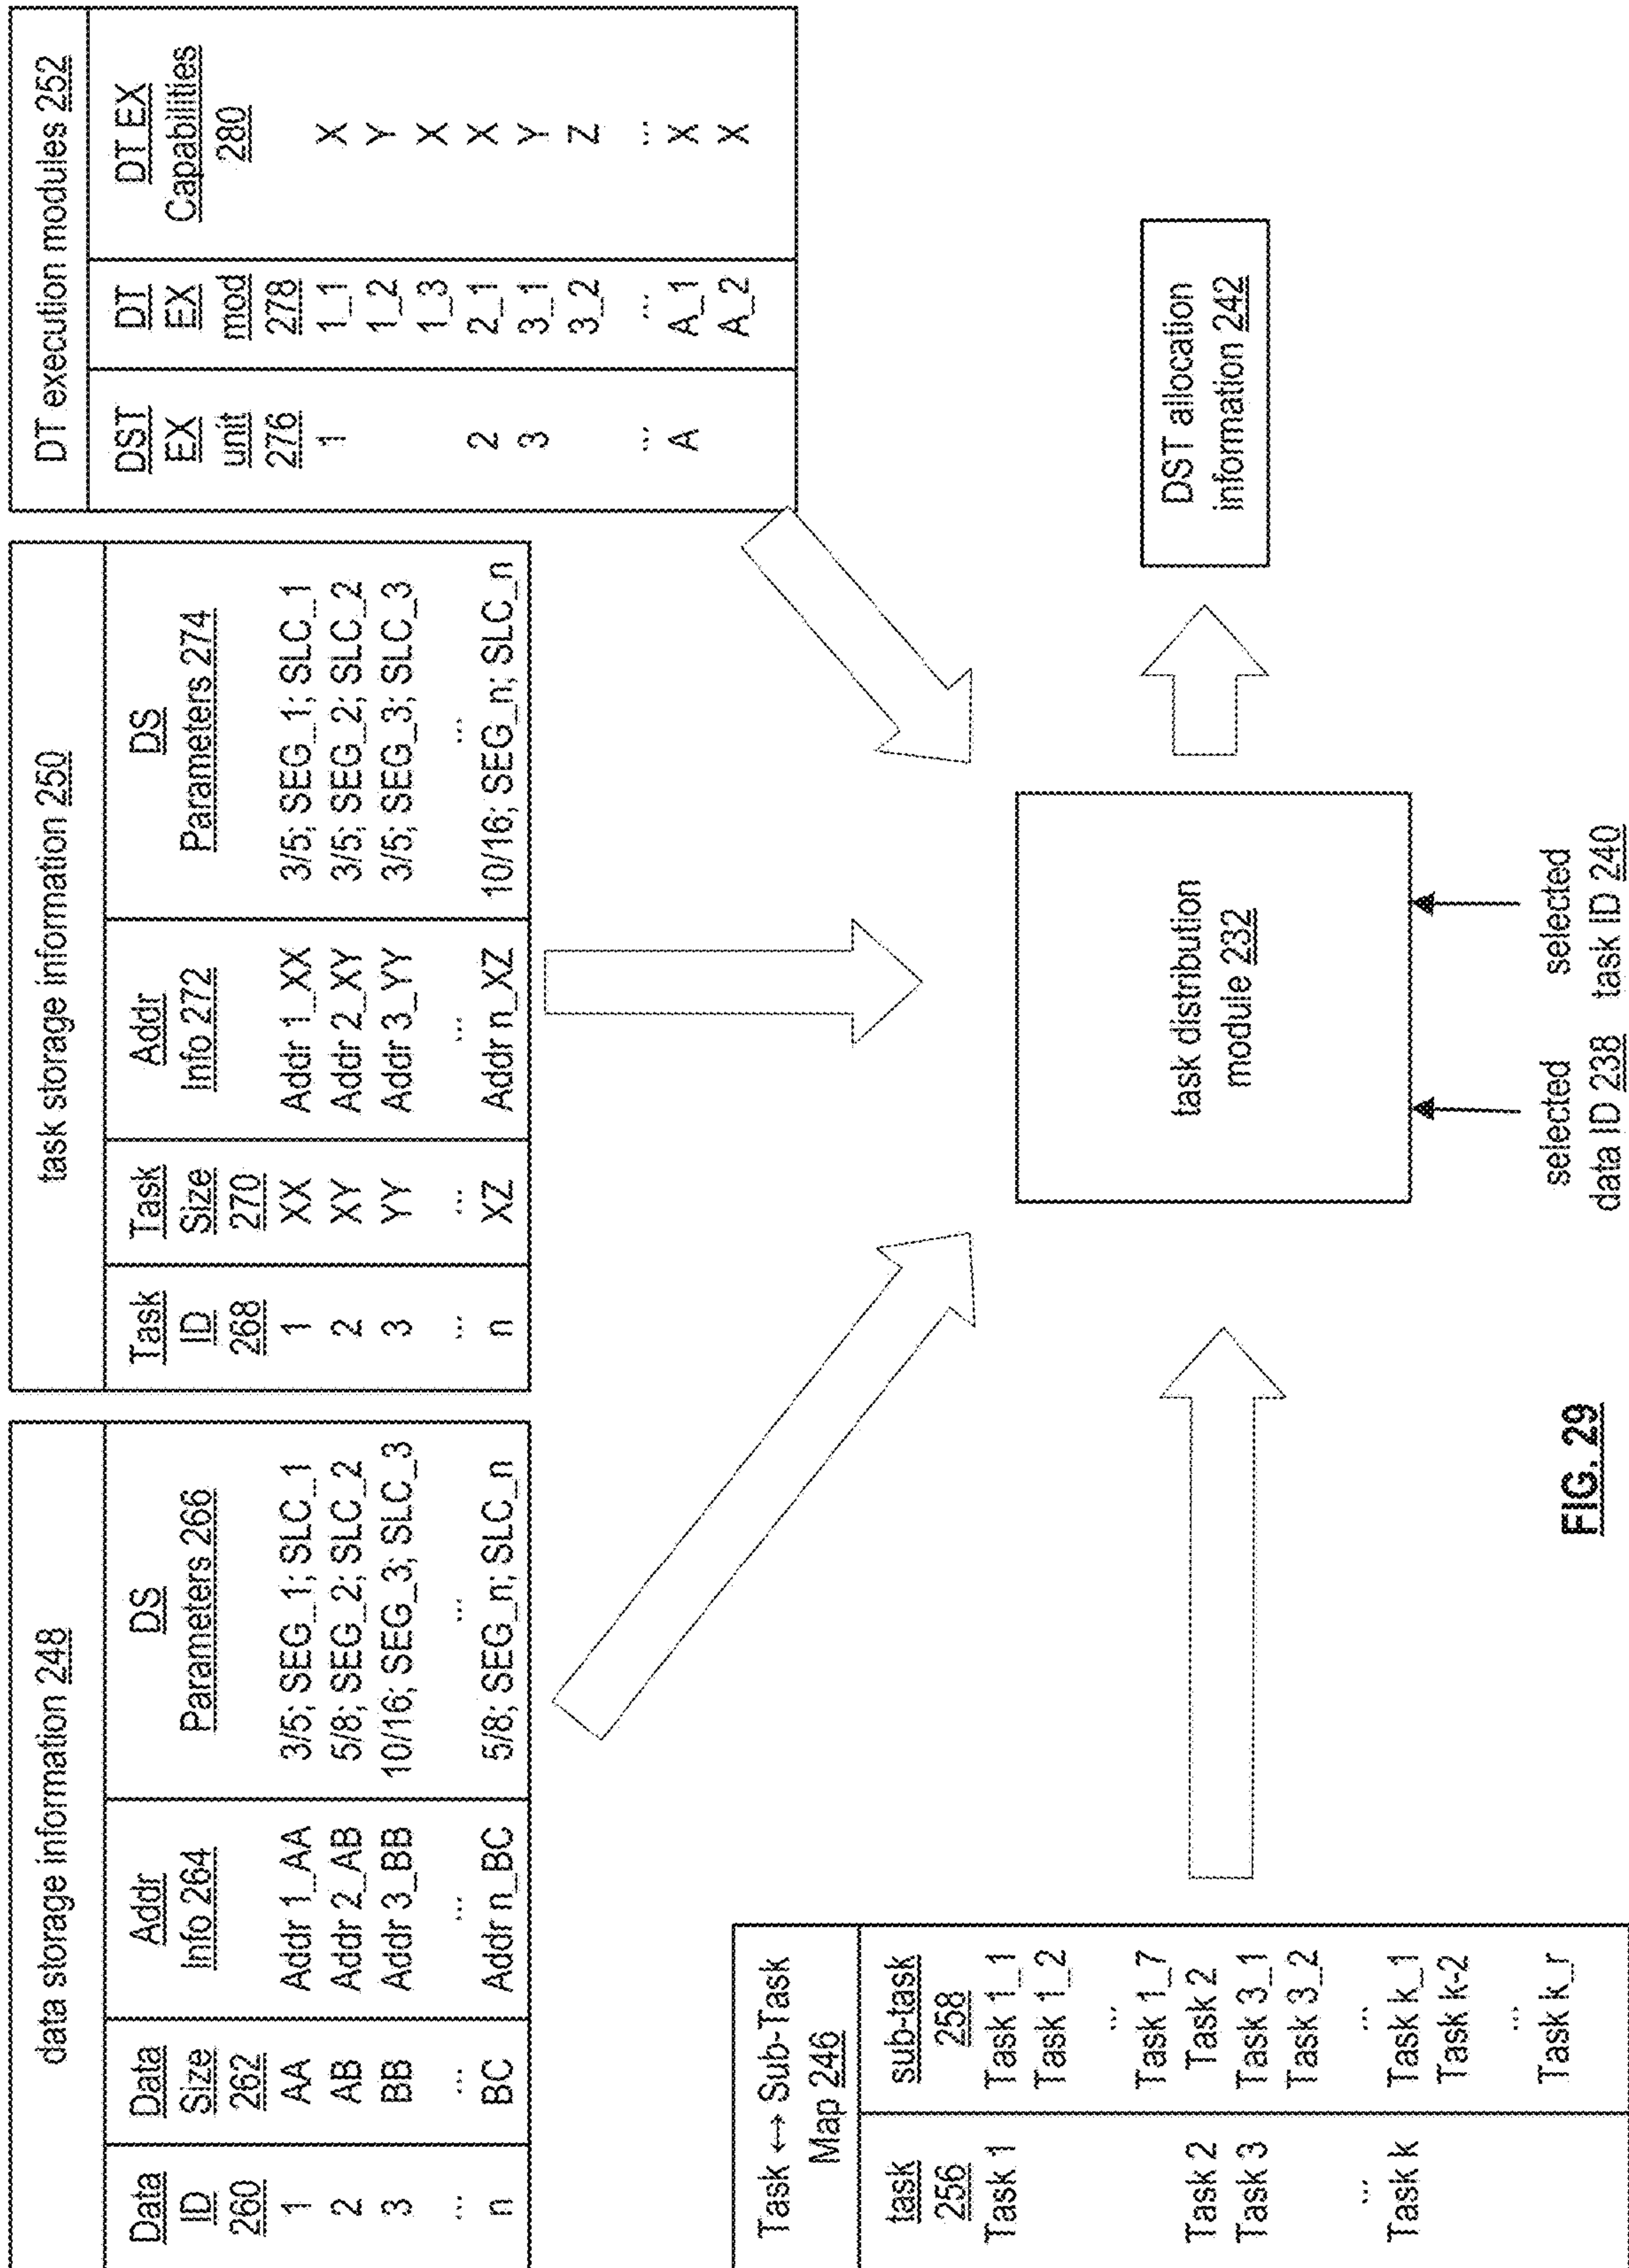 data storage information 248
Data ID 260 | Data Size 262 | Addr Info 264 | DS Parameters 266
1 AA Addr 1_AA 3/5; SEG_1; SLC_1
2 AB Addr 2_AB 5/8; SEG_2; SLC_2
3 BB Addr 3_BB 10/16; SEG_3; SLC_3
... ... ... ...
n BC Addr n_BC 5/8; SEG_n; SLC_n
task storage information 250
Task ID 268 | Task Size 270 | Addr Info 272 | DS Parameters 274
1 XX Addr 1_XX 3/5; SEG_1; SLC_1
2 XY Addr 2_XY 3/5; SEG_2; SLC_2
3 YY Addr 3_YY 3/5; SEG_3; SLC_3
... ... ... ...
n XZ Addr n_XZ 10/16; SEG_n; SLC_n
DT execution modules 252
DST EX unit 276 | DT EX mod 278 | DT EX Capabilities 280
1 1_1 X
1_2 Y
1_3 X
2 2_1 X
3 3_1 Y
3_2 Z
... ... ...
A A_1 X
A_2 X
Task ↔ Sub-Task
Map 246
task 256 | sub-task 258
Task 1 Task 1_1
Task 1_2
...
Task 1_7
Task 2 Task 2
Task 3 Task 3_1
Task 3_2
... ...
Task k Task k_1
Task k-2
...
Task k_r
task distribution
module 232
DST allocation
information 242
selected
data ID 238
selected
task ID 240
FIG. 29